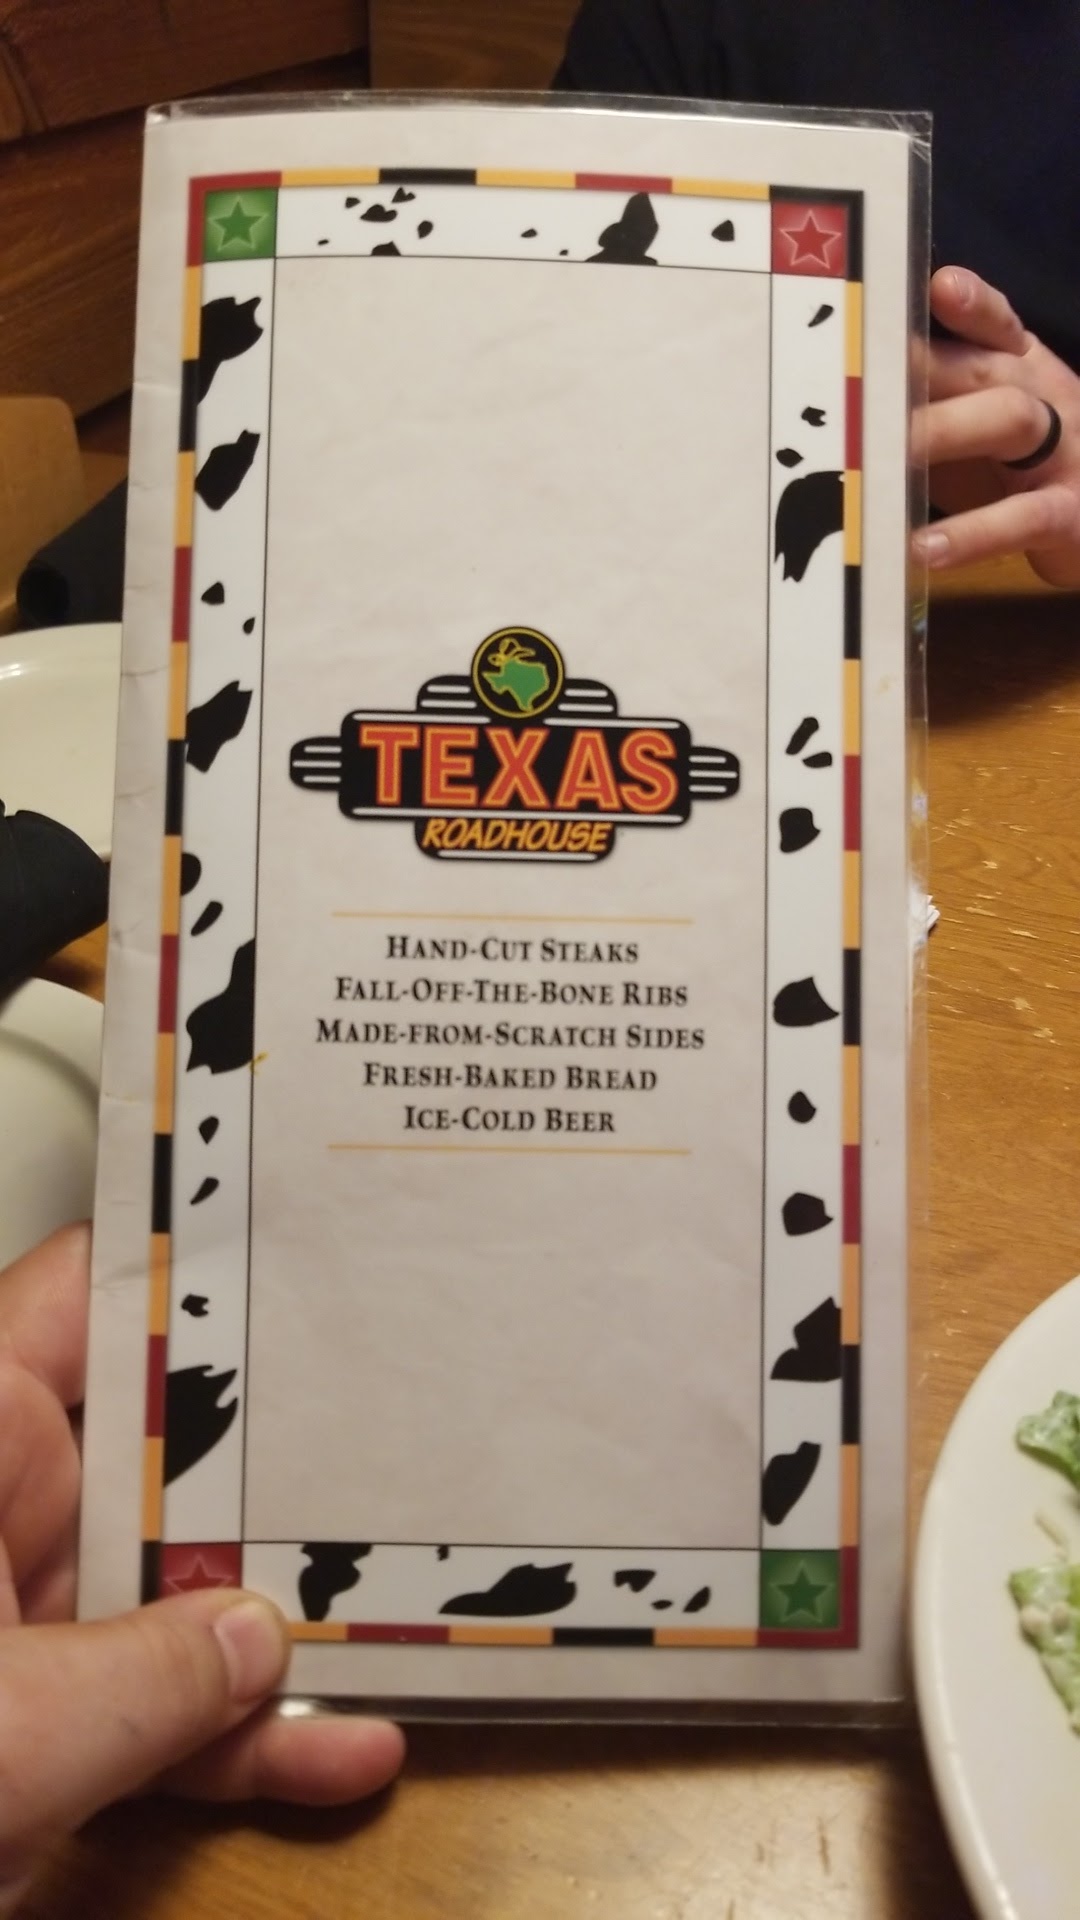 TEXAS
ROADHOUSE
HAND-CUT STEAKS
FALL-OFF-THE-BONE RIBS
MADE-FROM-SCRATCH SIDES
FRESH-BAKED BREAD
ICE-COLD BEER